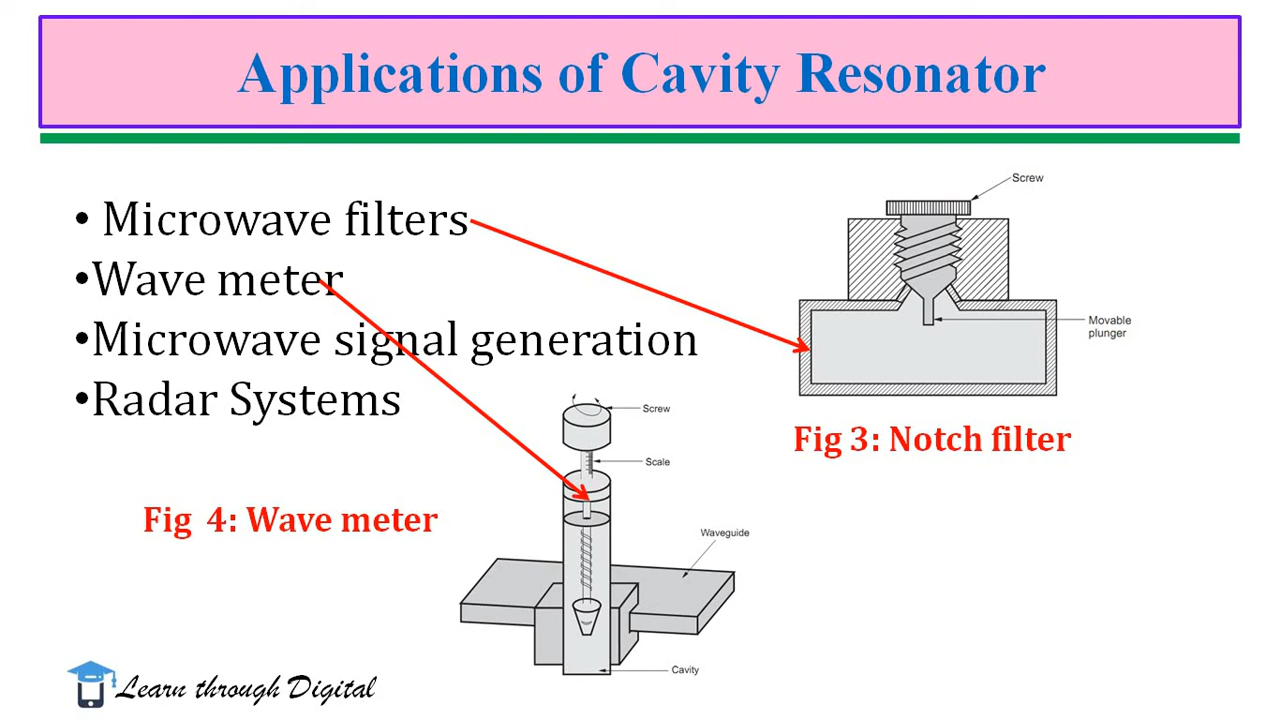 Applications of Cavity Resonator
• Microwave filters
•Wave meter
•Microwave signal generation
•Radar Systems
Screw
Movable
plunger
Fig 3: Notch filter
Screw
Scale
Waveguide
Cavity
Fig 4: Wave meter
Learn through Digital